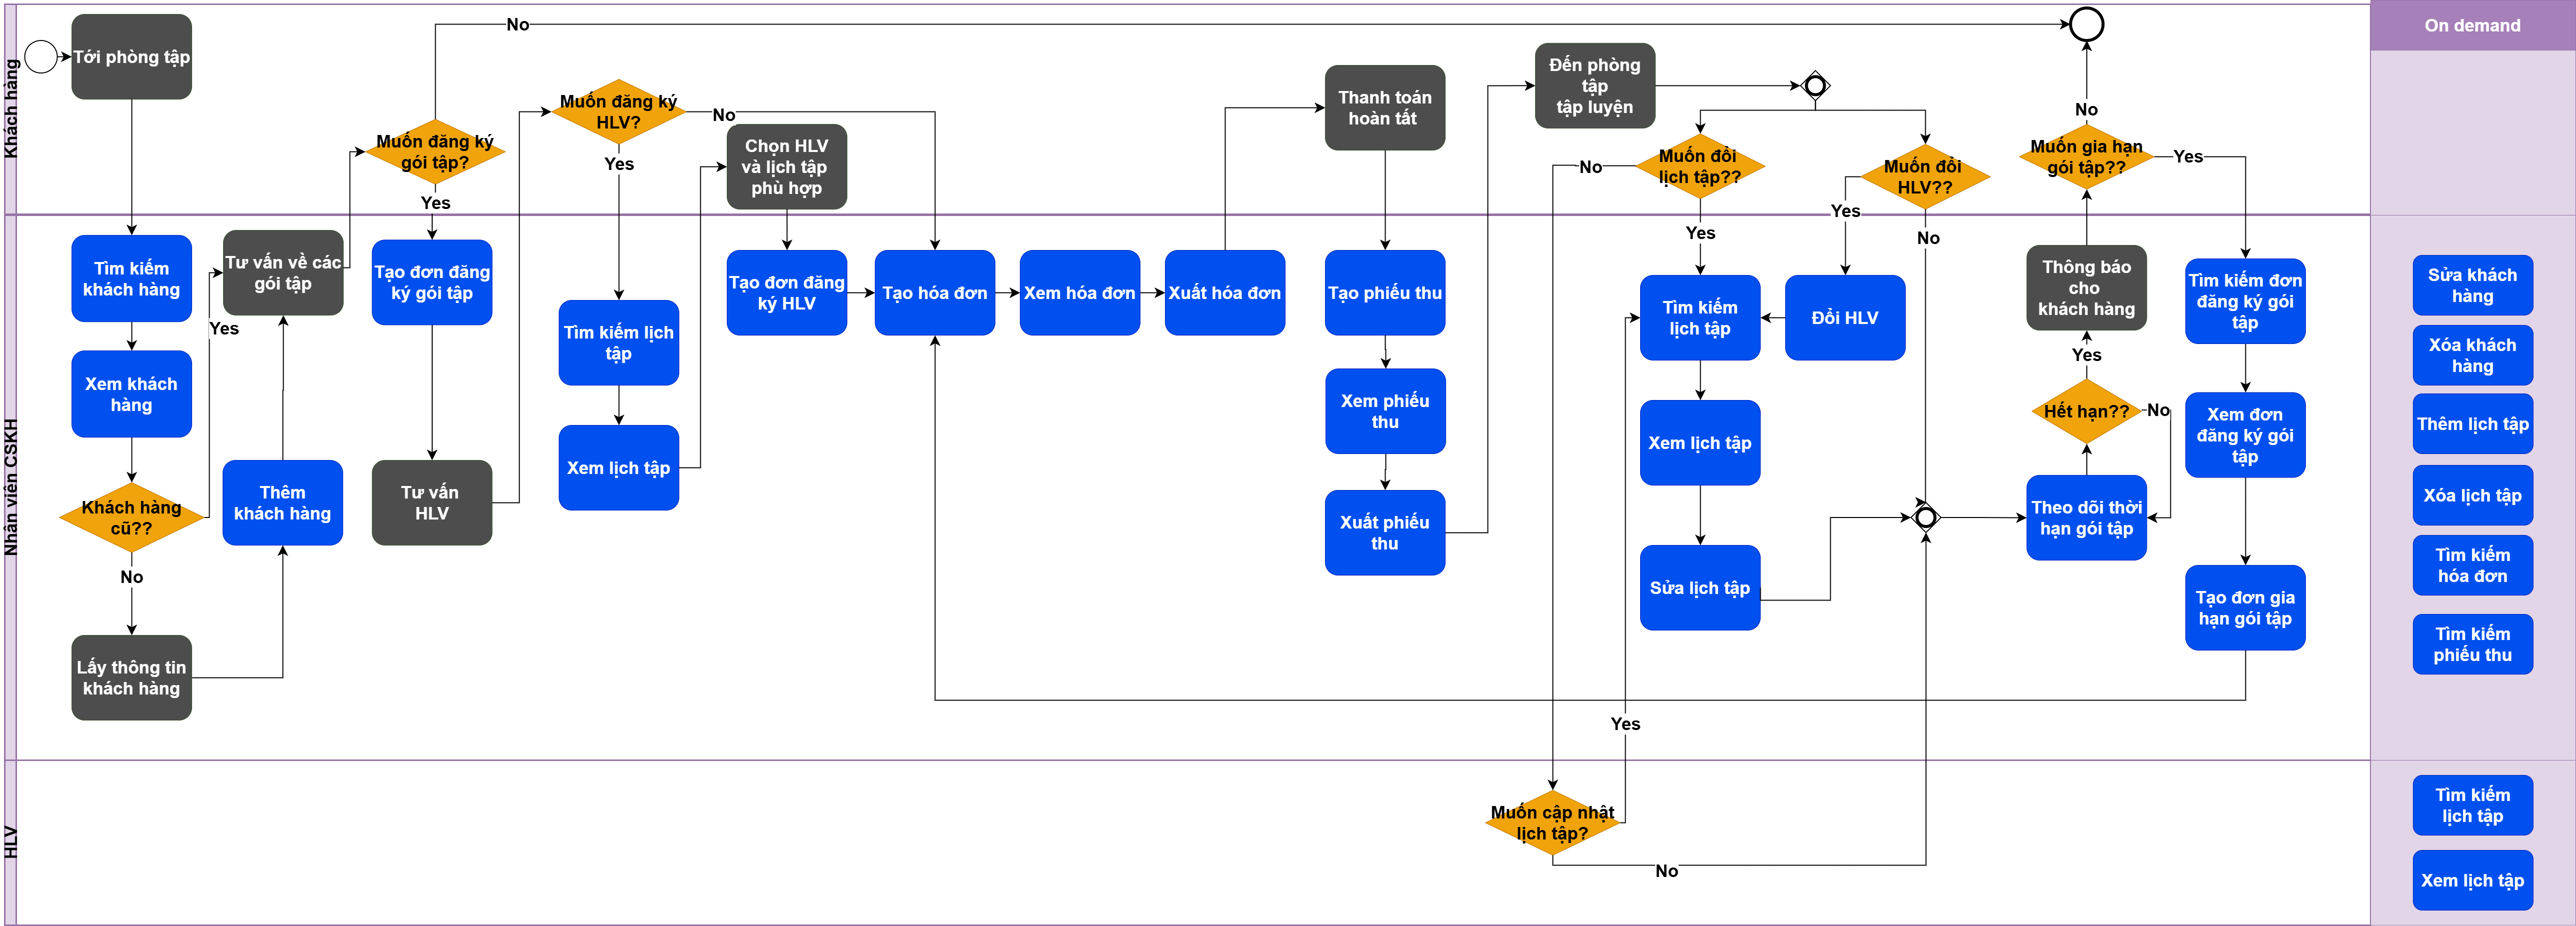 Khách hàng
Tới phòng tập
No
Muốn đăng ký
gói tập?
Yes
Muốn đăng ký
HLV?
No
Yes
Chọn HLV
và lịch tập
phù hợp
Thanh toán
hoàn tất
Đến phòng
tập
tập luyện
Muốn đổi
lịch tập??
No
Yes
Muốn đổi
HLV??
Yes
No
No
Muốn gia hạn
gói tập??
Yes
On demand
Nhân viên CSKH
Tìm kiếm
khách hàng
Xem khách
hàng
Khách hàng
cũ??
Yes
No
Lấy thông tin
khách hàng
Thêm
khách hàng
Tư vấn về các
gói tập
Tạo đơn đăng
ký gói tập
Tư vấn
HLV
Tìm kiếm lịch
tập
Xem lịch tập
Tạo đơn đăng
ký HLV
Tạo hóa đơn
Xem hóa đơn
Xuất hóa đơn
Tạo phiếu thu
Xem phiếu
thu
Xuất phiếu
thu
Tìm kiếm
lịch tập
Đổi HLV
Xem lịch tập
Sửa lịch tập
Thông báo
cho
khách hàng
Yes
Hết hạn??
No
Theo dõi thời
hạn gói tập
Tìm kiếm đơn
đăng ký gói
tập
Xem đơn
đăng ký gói
tập
Tạo đơn gia
hạn gói tập
Sửa khách
hàng
Xóa khách
hàng
Thêm lịch tập
Xóa lịch tập
Tìm kiếm
hóa đơn
Tìm kiếm
phiếu thu
HLV
Yes
Muốn cập nhật
lịch tập?
No
Tìm kiếm
lịch tập
Xem lịch tập